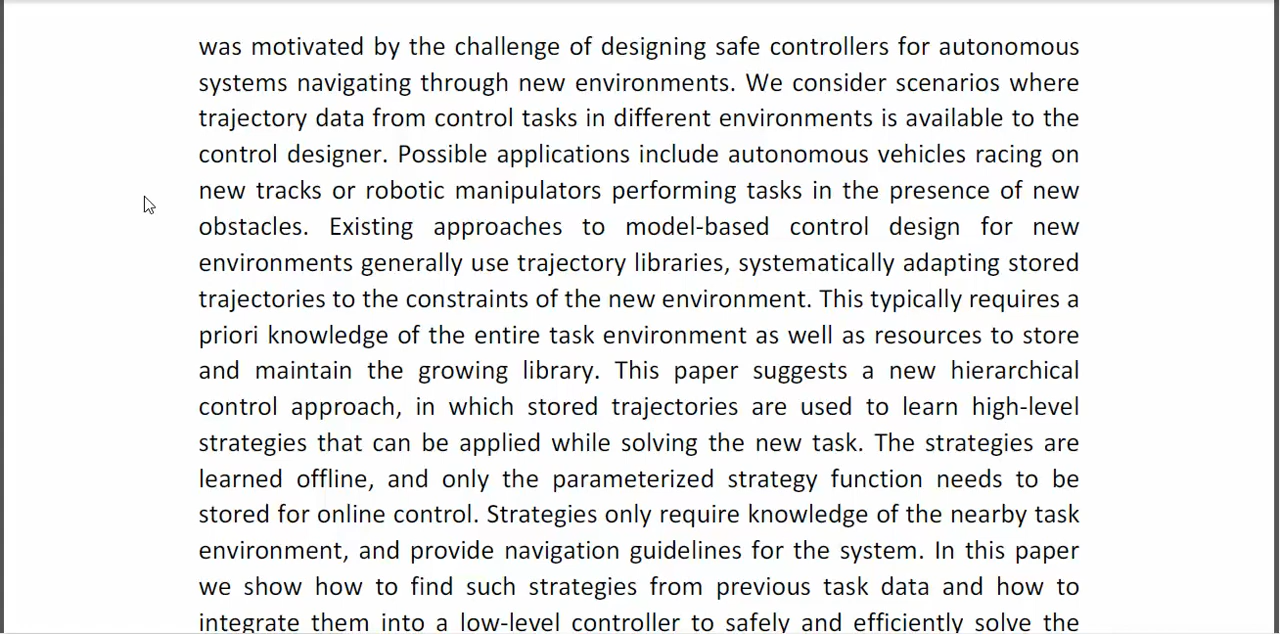 was motivated by the challenge of designing safe controllers for autonomous
systems navigating through new environments. We consider scenarios where
trajectory data from control tasks in different environments is available to the
control designer. Possible applications include autonomous vehicles racing on
new tracks or robotic manipulators performing tasks in the presence of new
obstacles. Existing approaches to model-based control design for new
environments generally use trajectory libraries, systematically adapting stored
trajectories to the constraints of the new environment. This typically requires a
priori knowledge of the entire task environment as well as resources to store
and maintain the growing library. This paper suggests a new hierarchical
control approach, in which stored trajectories are used to learn high-level
strategies that can be applied while solving the new task. The strategies are
learned offline, and only the parameterized strategy function needs to be
stored for online control. Strategies only require knowledge of the nearby task
environment, and provide navigation guidelines for the system. In this paper
we show how to find such strategies from previous task data and how to
integrate them into a low-level controller to safely and efficiently solve the